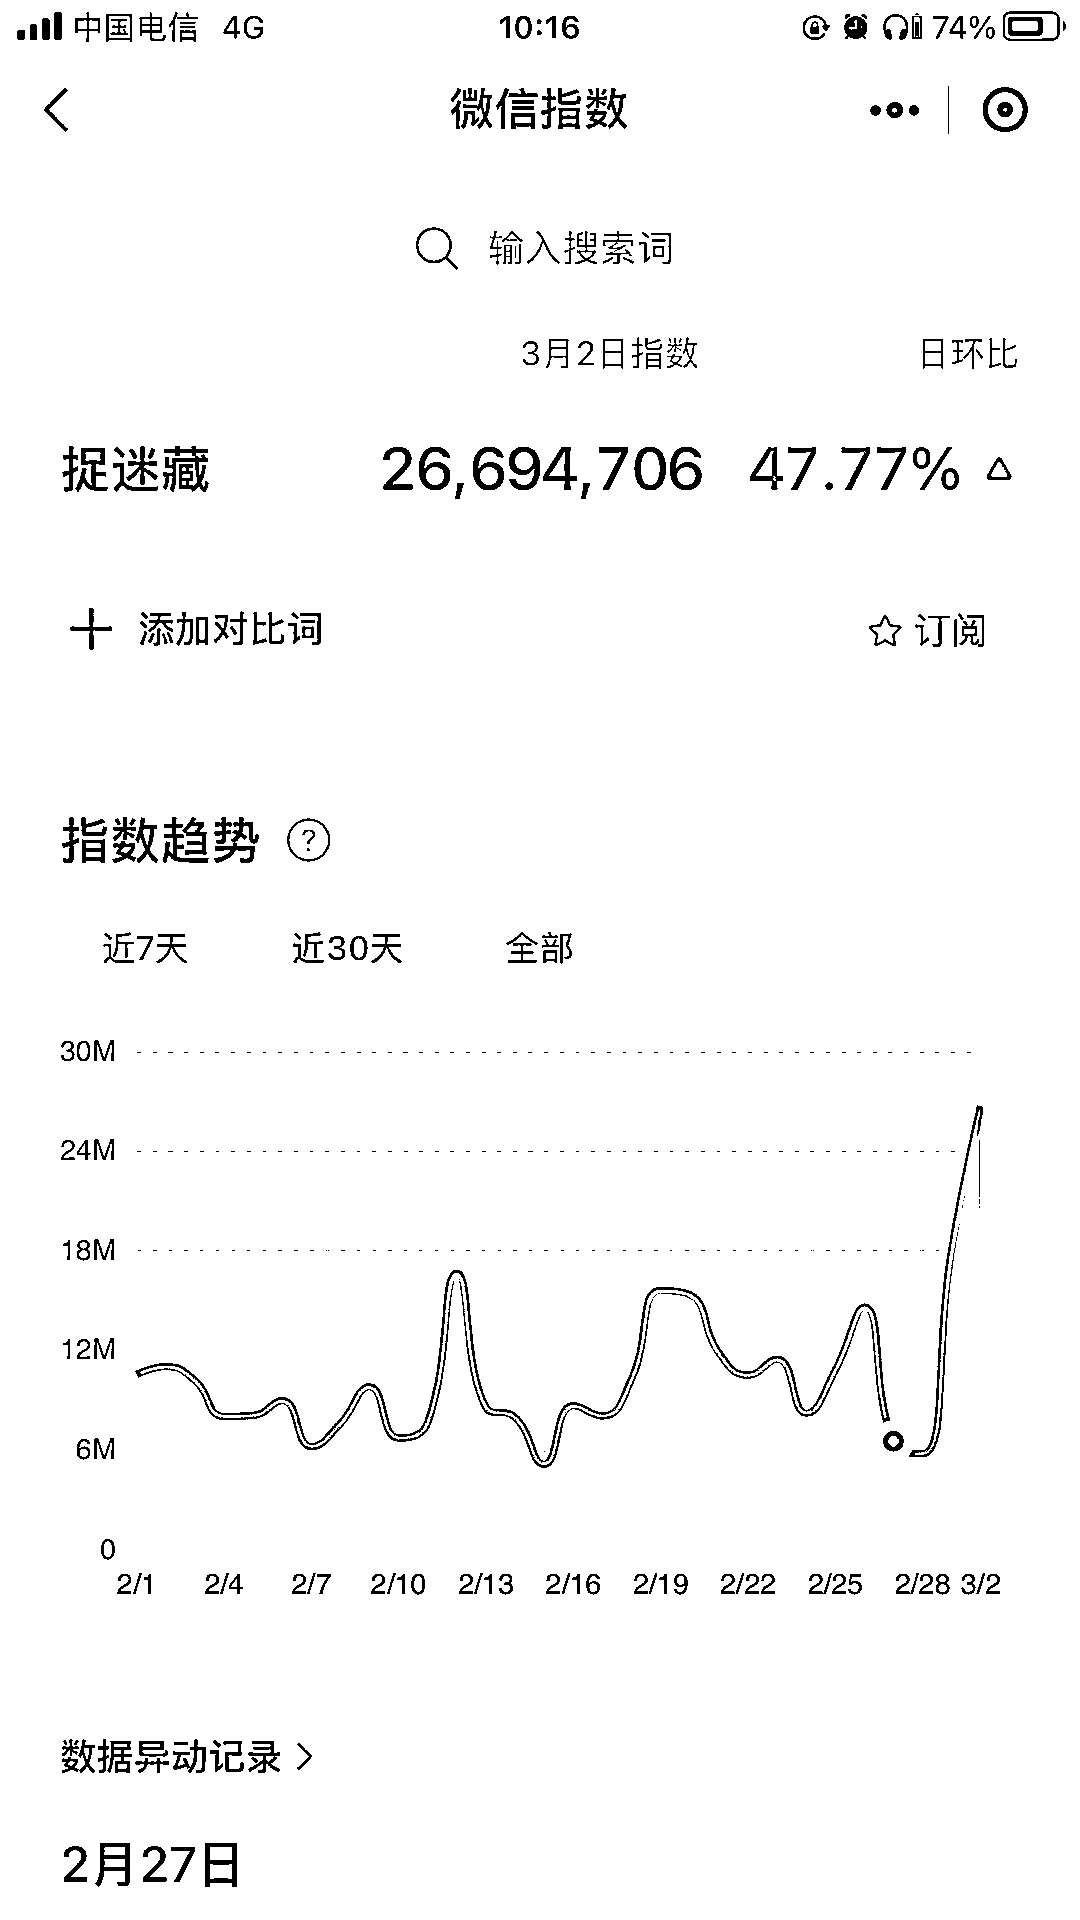 中国电信 4G 10:16 74%
微信指数
输入搜索词
3月2日指数 日环比
捉迷藏 26,694,706 47.77%
添加对比词 订阅
指数趋势 ?
近7天 近30天 全部
30M
24M
18M
12M
6M
0
2/1 2/4 2/7 2/10 2/13 2/16 2/19 2/22 2/25 2/28 3/2
数据异动记录
2月27日